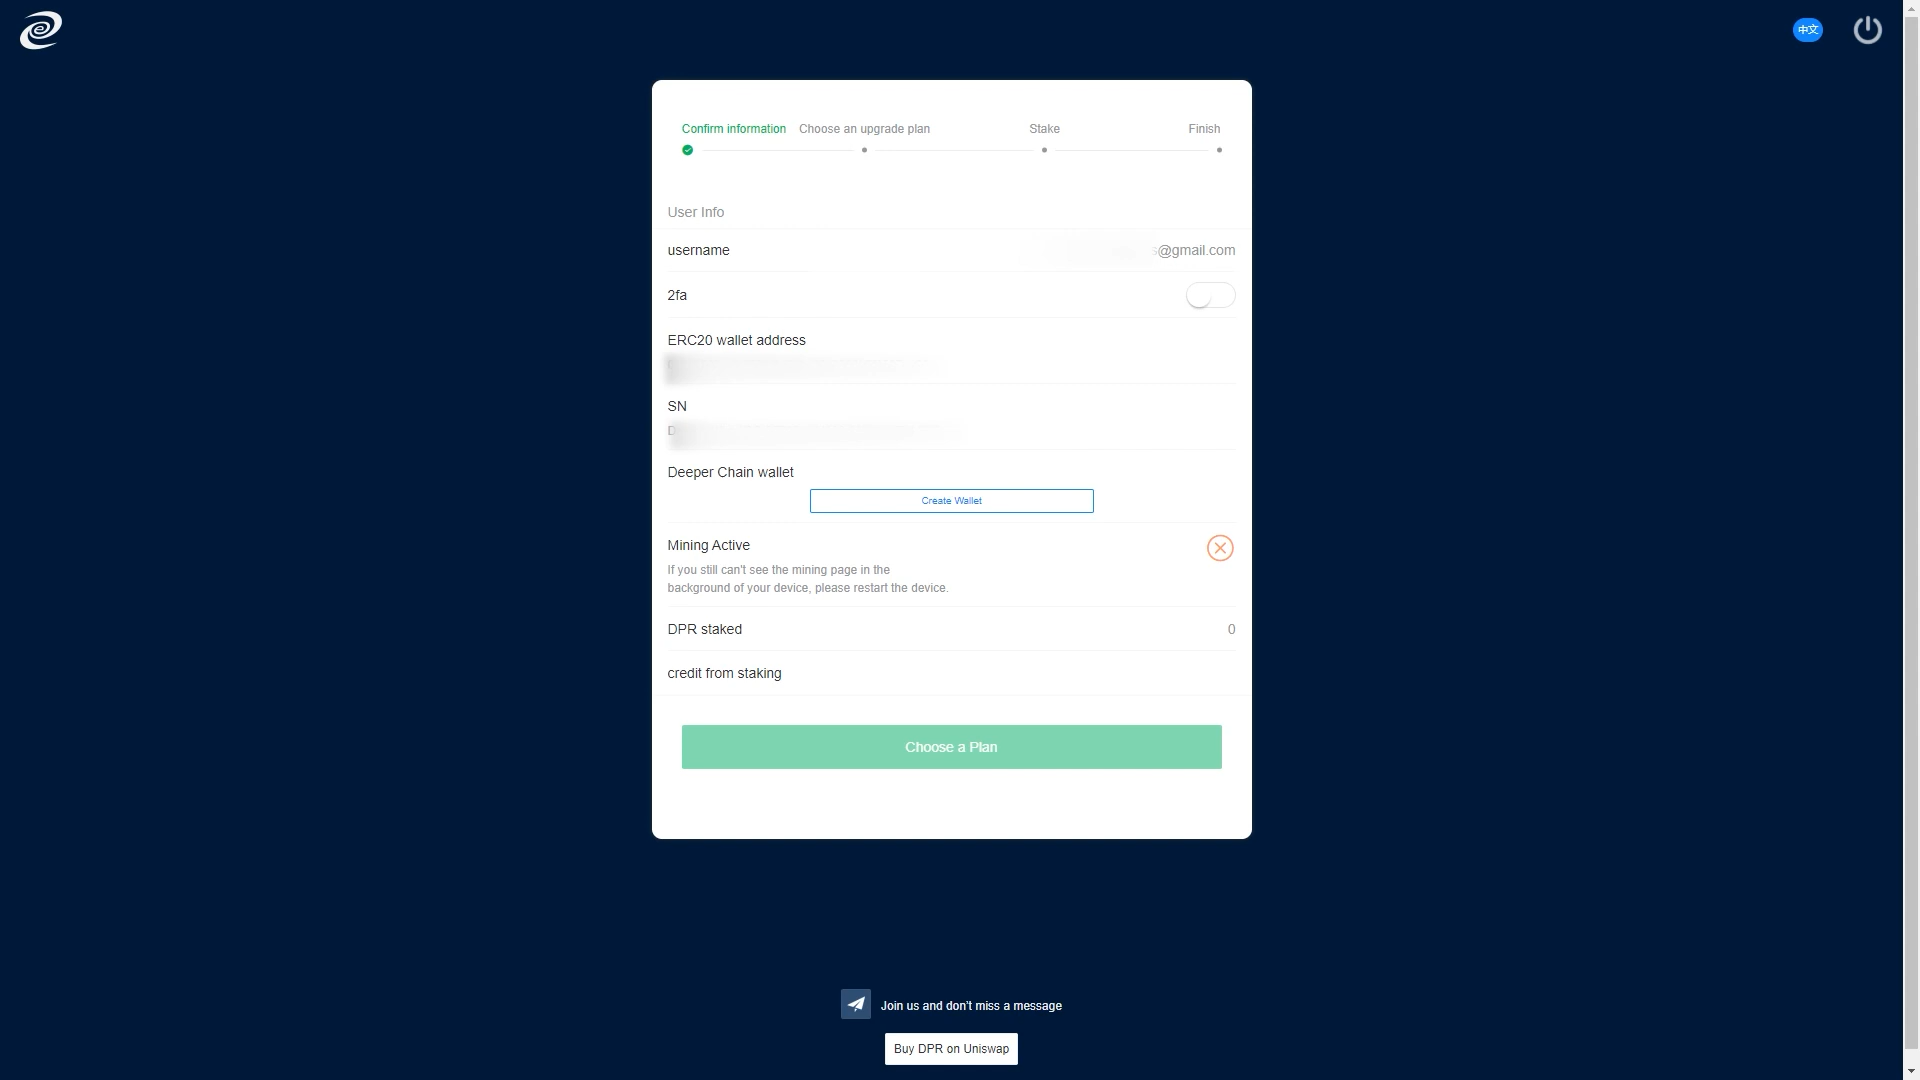 中文
Confirm information
Choose an upgrade plan
Stake
Finish
User Info
username
@gmail.com
2fa
ERC20 wallet address
SN
D
Deeper Chain wallet
Create Wallet
Mining Active
If you still can't see the mining page in the
background of your device, please restart the device.
DPR staked
0
credit from staking
Choose a Plan
Join us and don't miss a message
Buy DPR on Uniswap